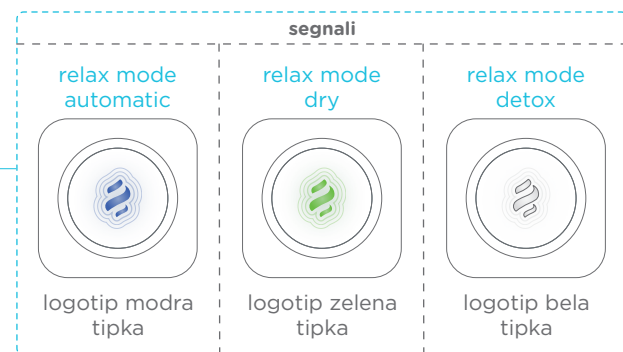 segnali
relax mode
automatic
relax mode
dry
relax mode
detox
logotip modra
tipka
logotip zelena
tipka
logotip bela
tipka